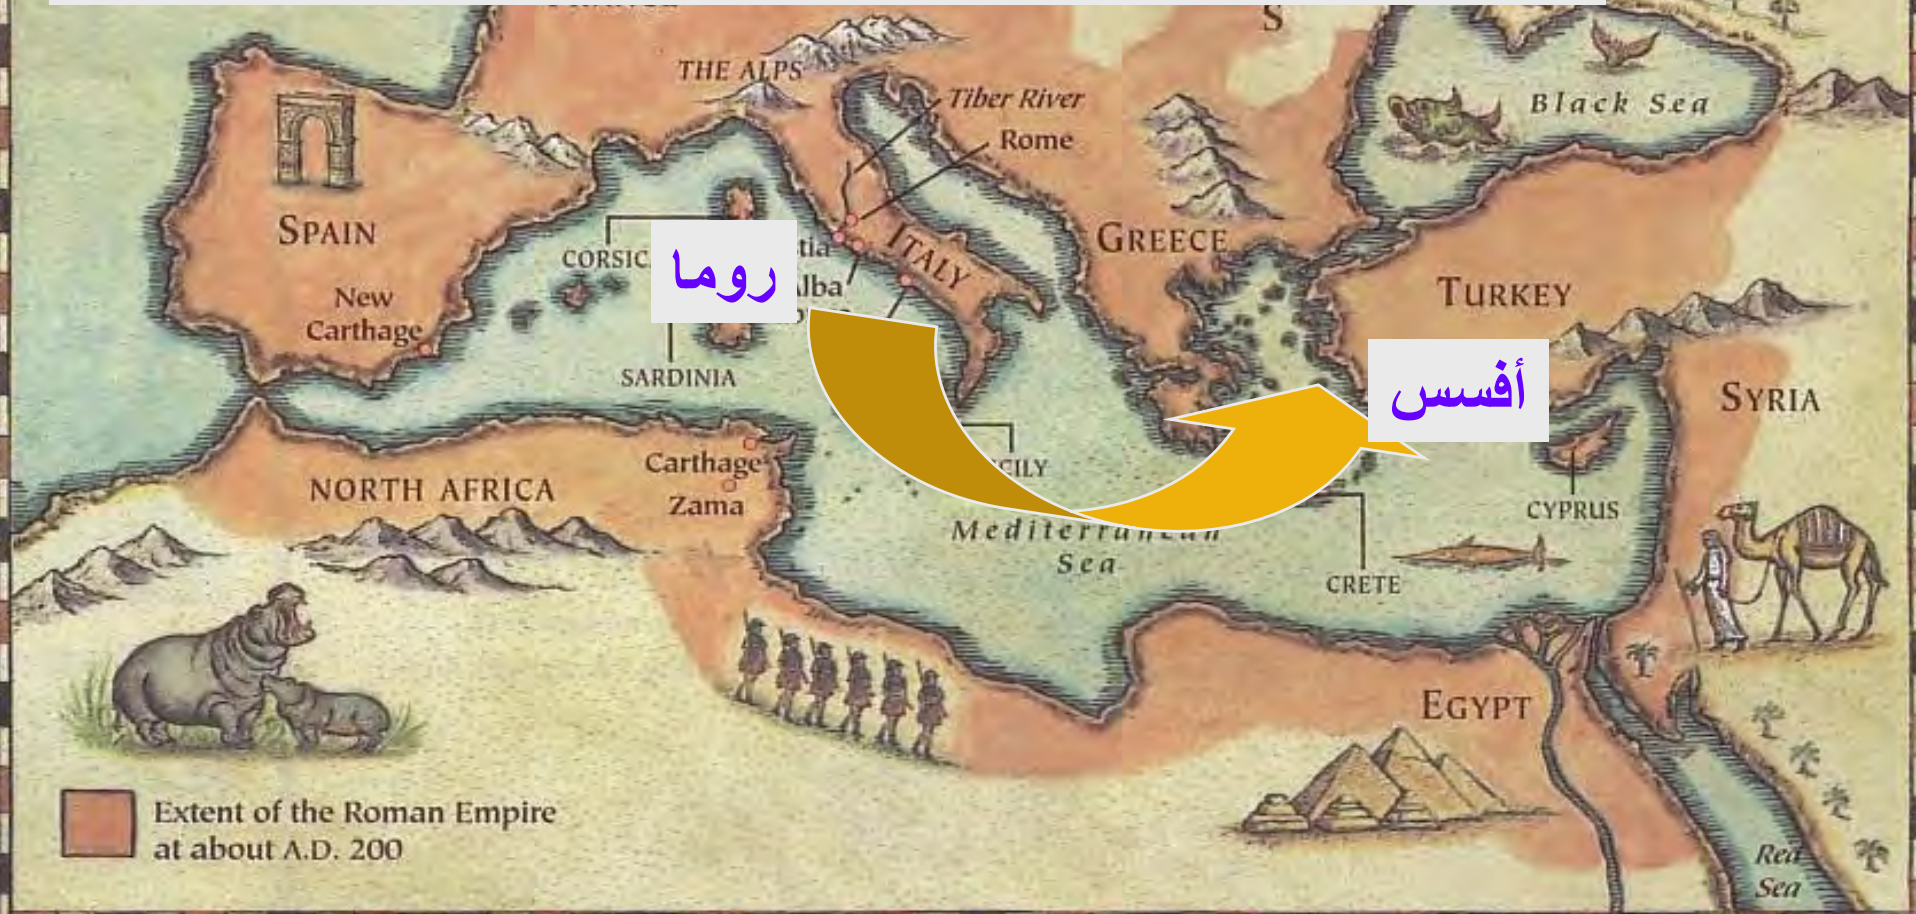 S
THE ALPS
Tiber River
Rome
Black Sea
SPAIN
GREECE
ITALY
روما
New
Carthage
TURKEY
أفسس
SARDINIA
SYRIA
Carthage
Zama
NORTH AFRICA
CYPRUS
Mediterranean
Sea
CRETE
EGYPT
Extent of the Roman Empire
at about A.D. 200
Red
Sea